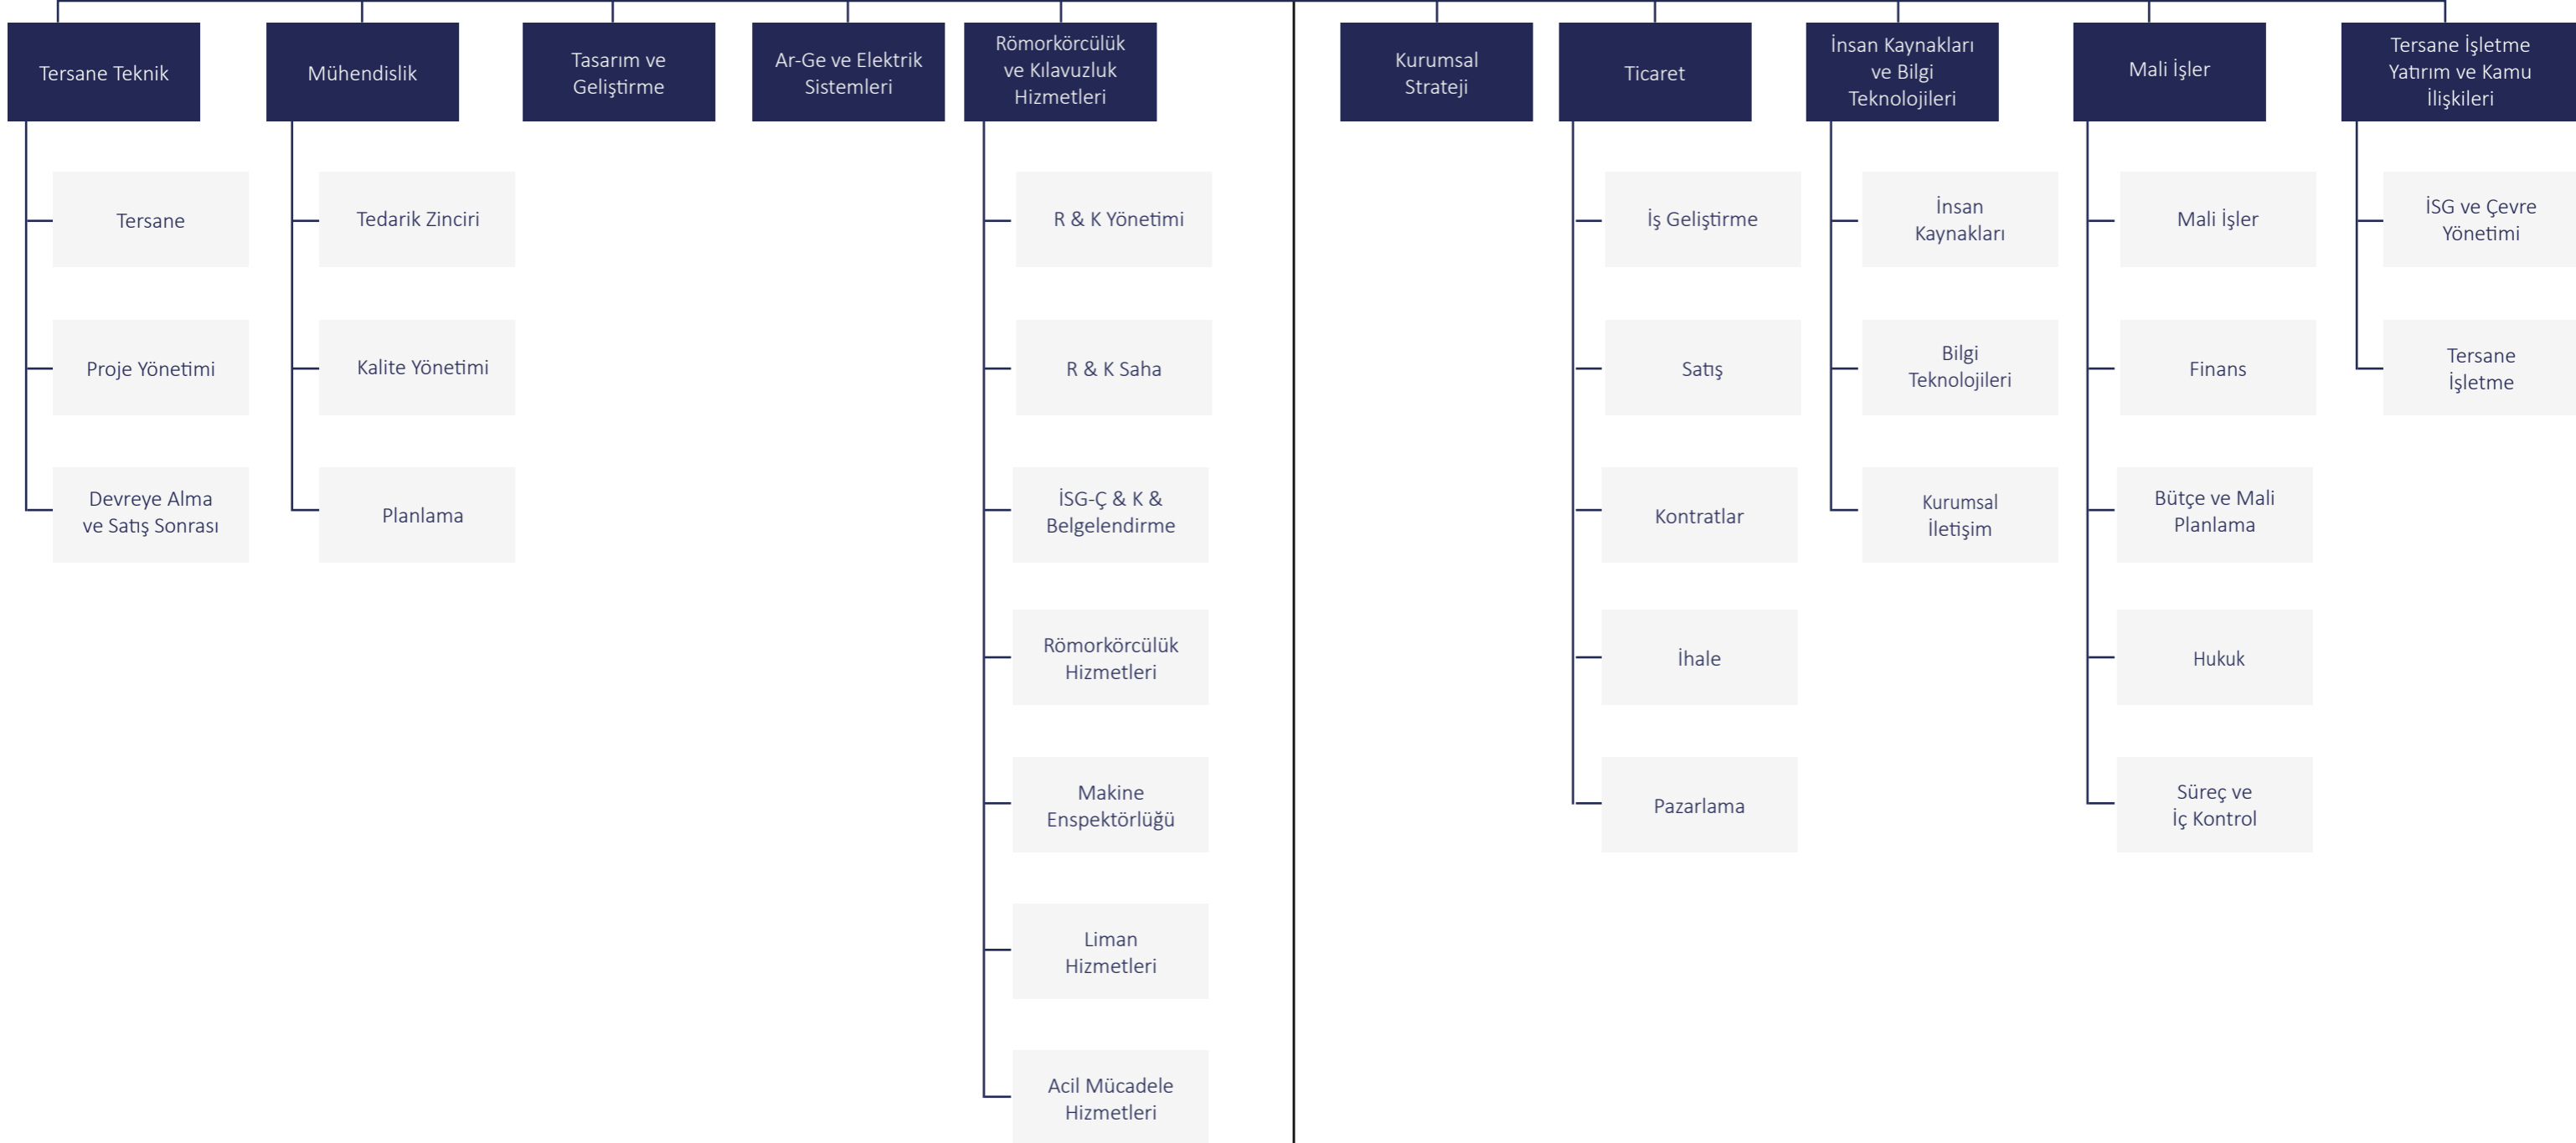 Tersane Teknik
Tersane
Proje Yönetimi
Devreye Alma
ve Satış Sonrası
Mühendislik
Tedarik Zinciri
Kalite Yönetimi
Planlama
Tasarım ve
Geliştirme
Ar-Ge ve Elektrik
Sistemleri
Römorkörcülük
ve Kılavuzluk
Hizmetleri
R & K Yönetimi
R & K Saha
İSG-Ç & K &
Belgelendirme
Römorkörcülük
Hizmetleri
Makine
Enspektörlüğü
Liman
Hizmetleri
Acil Mücadele
Hizmetleri
Kurumsal
Strateji
Ticaret
İş Geliştirme
Satış
Kontratlar
İhale
Pazarlama
İnsan Kaynakları
ve Bilgi
Teknolojileri
İnsan
Kaynakları
Bilgi
Teknolojileri
Kurumsal
İletişim
Mali İşler
Mali İşler
Finans
Bütçe ve Mali
Planlama
Hukuk
Süreç ve
İç Kontrol
Tersane İşletme
Yatırım ve Kamu
İlişkileri
İSG ve Çevre
Yönetimi
Tersane
İşletme